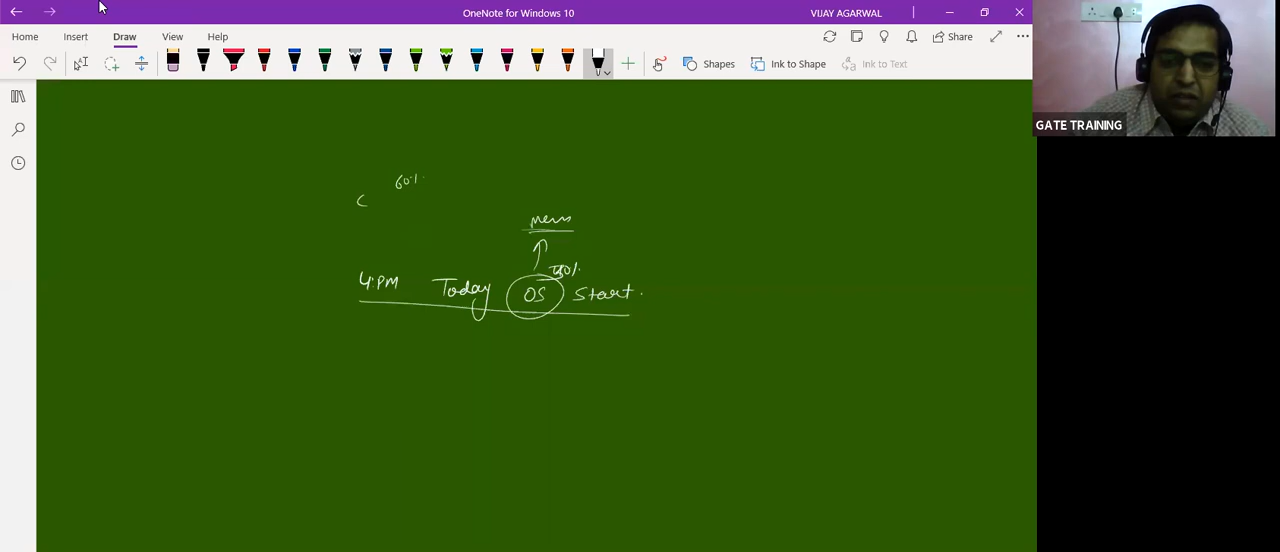 OneNote for Windows 10
VIJAY AGARWAL
Home Insert Draw View Help
Share
Shapes Ink to Shape Ink to Text
GATE TRAINING
60%
C
mem
4:PM Today OS Start.